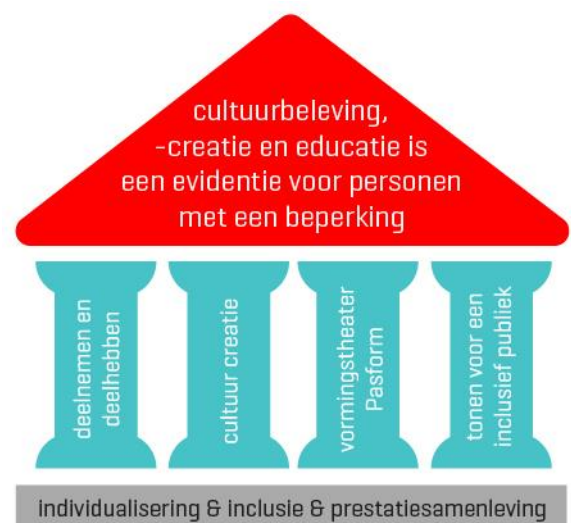 cultuurbeleving,
-creatie en educatie is
een evidentie voor personen
met een beperking
deelnemen en
deelhebben
cultuur creatie
vormingstheater
Pasform
tonen voor een
inclusief publiek
individualisering & inclusie & prestatiesamenleving